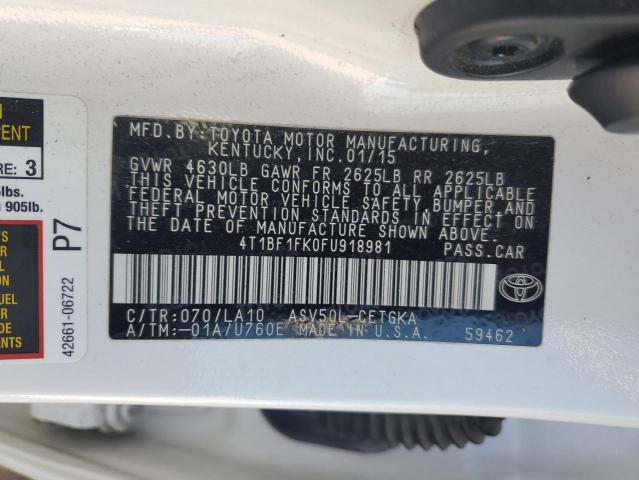 MFD.BY:TOYOTA MOTOR MANUFACTURING,
KENTUCKY, INC.01/15
GVWR 4630LB GAWR FR 2625LB RR 2625LB
THIS VEHICLE CONFORMS TO ALL APPLICABLE
FEDERAL MOTOR VEHICLE SAFETY BUMPER AND
THEFT PREVENTION STANDARDS IN EFFECT ON
THE DATE OF MANUFACTURE SHOWN ABOVE.
4T1BF1FK0FU918981 PASS.CAR
C/TR:070/LA10 ASV50L-CETGKA
A/TM:-01A/U760E MADE IN U.S.A. 59462
TOYOTA
RE: 3
lbs.
905lb.
P7
42661-06722